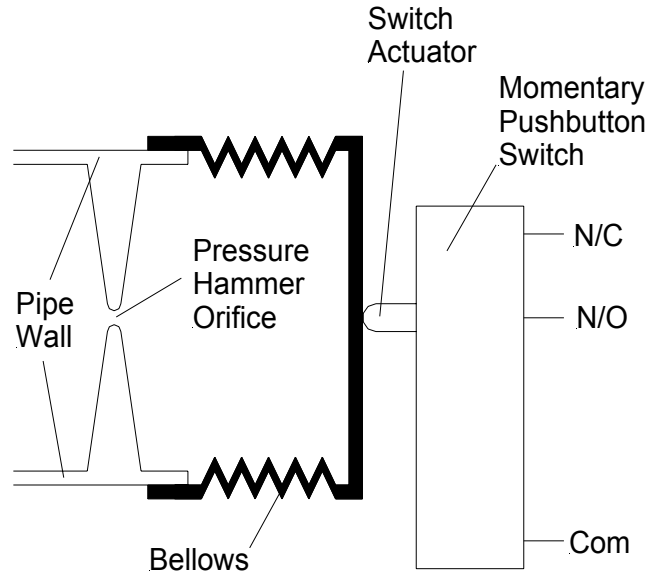 Switch
Actuator
Momentary
Pushbutton
Switch
N/C
Pressure
Hammer
Orifice
Pipe
Wall
N/O
Com
Bellows